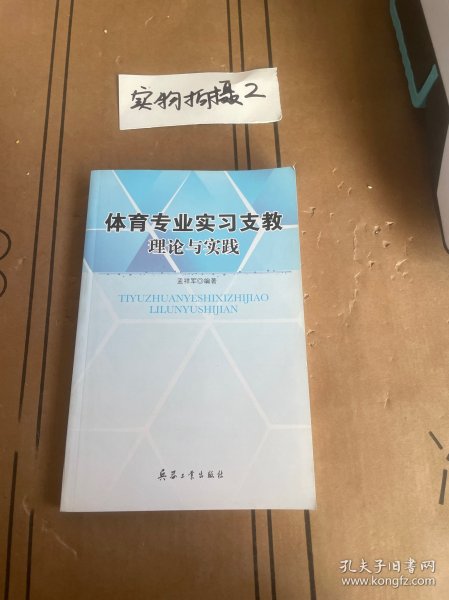 实物拍摄2
体育专业实习支教
理论与实践
孟祥军◎编著
TIYUZHUANYESHIXIZHIJIAO
LILUNYUSHIJIAN
兵器工业出版社
孔夫子旧书网
www.kongfz.com